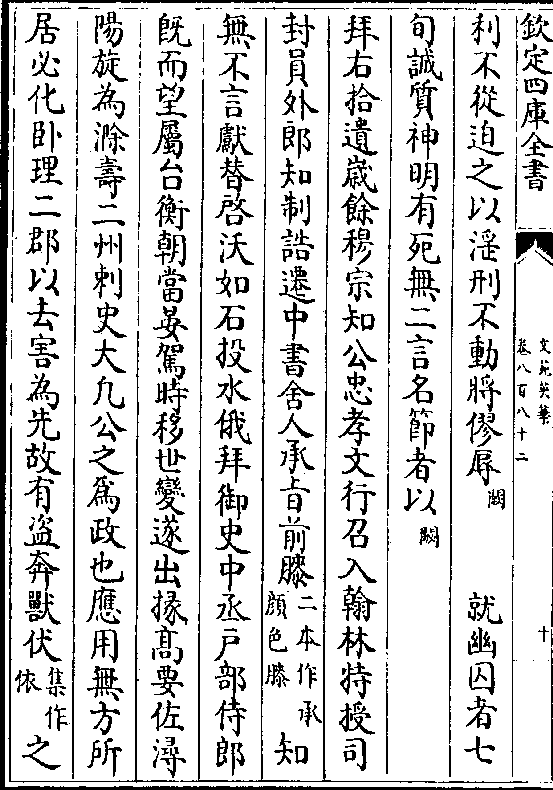 欽定四庫全書
文苑英華
卷八百八十二
十
利不從迫之以淫刑不動將僇辱闕 就幽囚者七
旬誠質神明有死無二言名節者以闕
拜右拾遺嵗餘穆宗知公忠孝文行召入翰林特授司
封員外郎知制誥遷中書舍人承㫖前膝二本作承顔色膝知
無不言獻替啓沃如石投水俄拜御史中丞戸部侍郎
既而望屬台衡朝當晏駕時移世變遂出掾髙要佐潯
陽旋為滁壽二州刺史大凡公之為政也應用無方所
居必化卧理二郡以去害為先故有盗奔獸伏集作依之